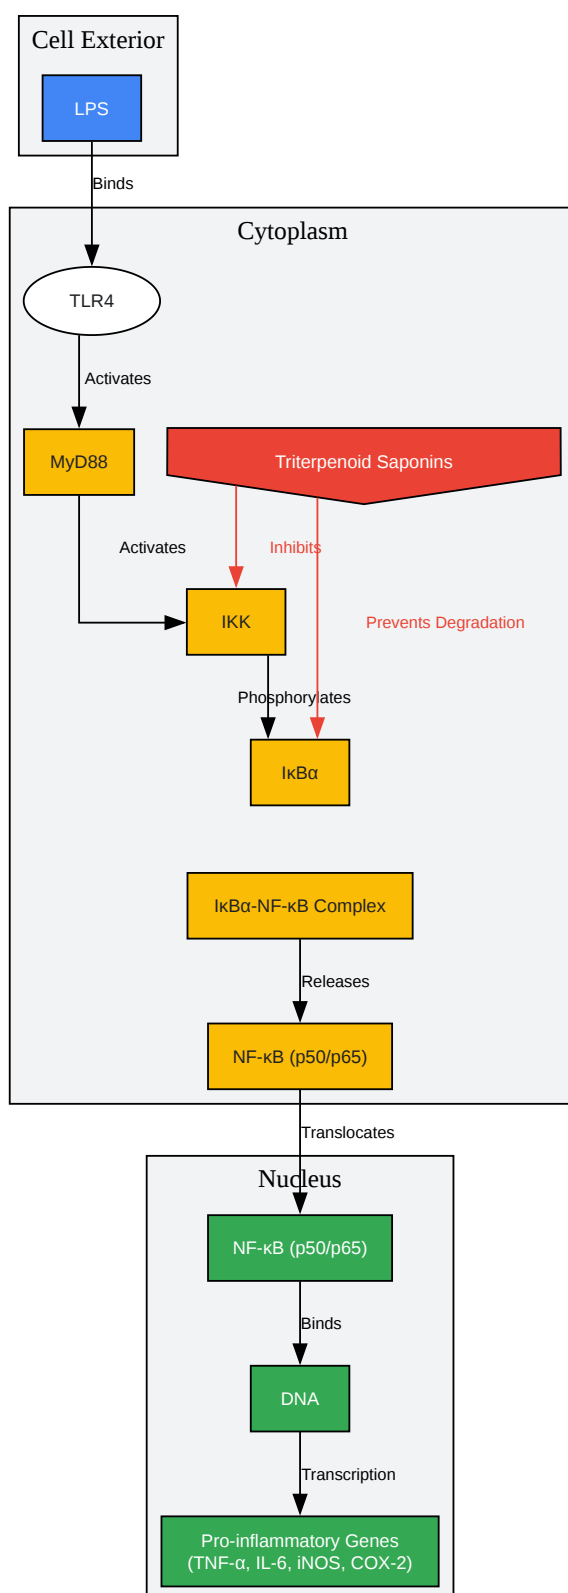 Cell Exterior
LPS
Binds
Cytoplasm
TLR4
Activates
MyD88
Triterpenoid Saponins
Activates
Inhibits
IKK
Prevents Degradation
Phosphorylates
IκBα
IκBα-NF-κB Complex
Releases
NF-κB (p50/p65)
Translocates
Nucleus
NF-κB (p50/p65)
Binds
DNA
Transcription
Pro-inflammatory Genes
(TNF-α, IL-6, iNOS, COX-2)